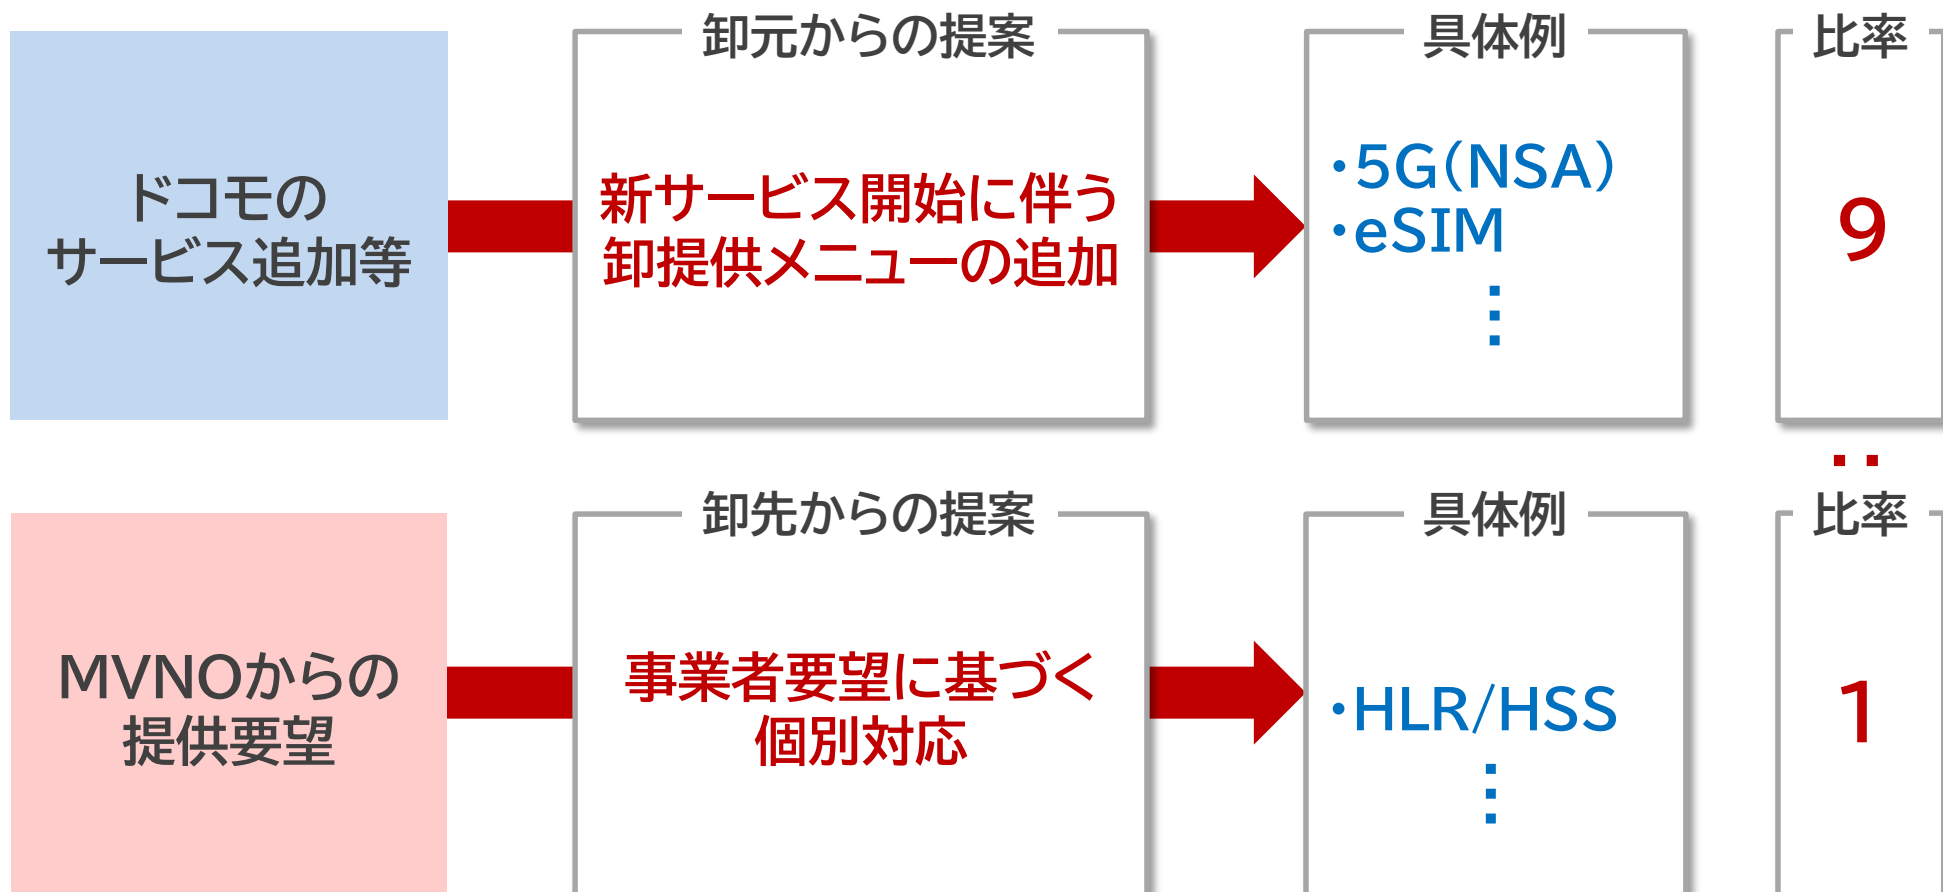 卸元からの提案
具体例
比率
ドコモの
サービス追加等
新サービス開始に伴う
卸提供メニューの追加
・5G(NSA)
・eSIM
⋮
9
:
卸先からの提案
具体例
比率
MVNOからの
提供要望
事業者要望に基づく
個別対応
・HLR/HSS
⋮
1